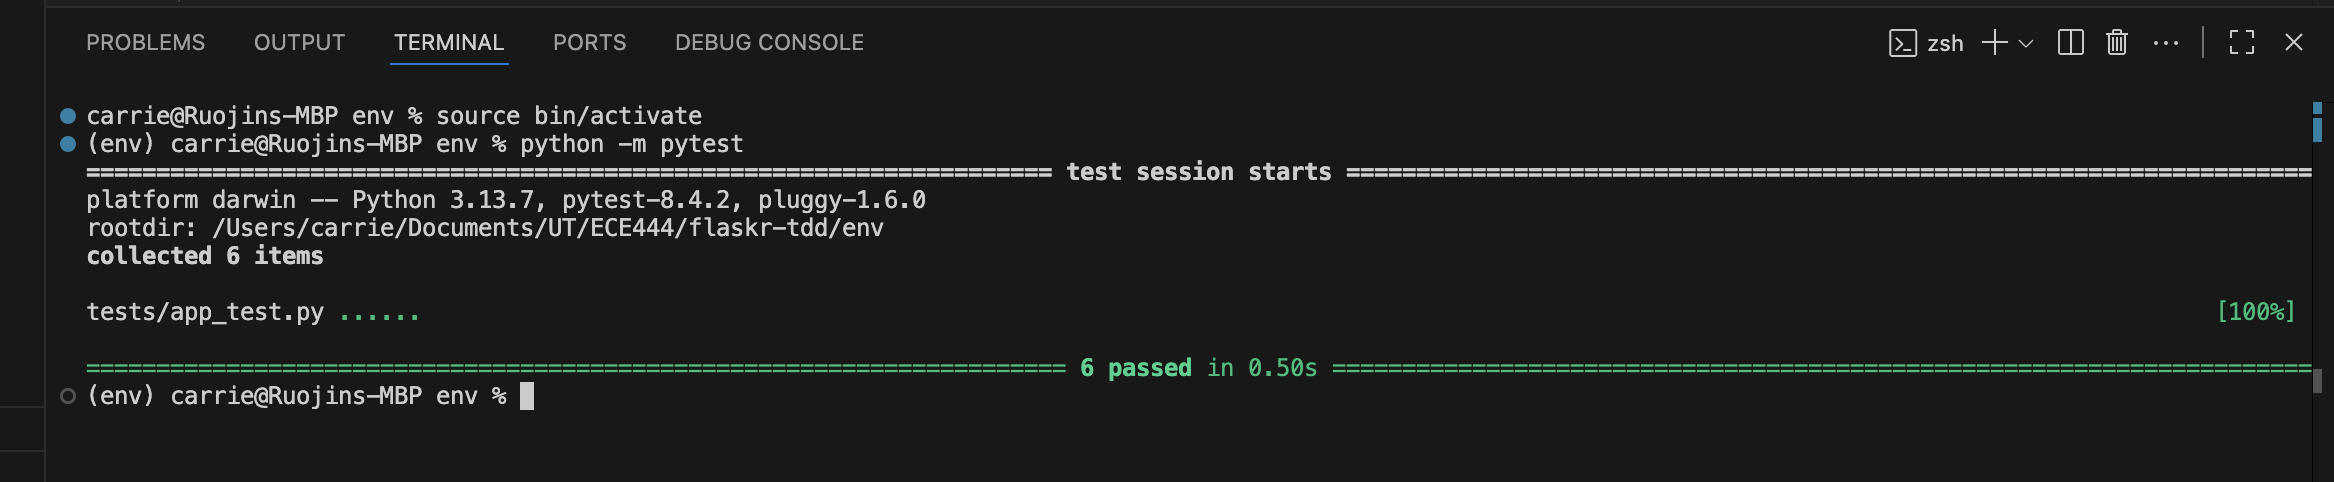 PROBLEMS OUTPUT TERMINAL PORTS DEBUG CONSOLE zsh
carrie@Ruojins-MBP env % source bin/activate
(env) carrie@Ruojins-MBP env % python -m pytest
===================================================================== test session starts =====================================================================
platform darwin -- Python 3.13.7, pytest-8.4.2, pluggy-1.6.0
rootdir: /Users/carrie/Documents/UT/ECE444/flaskr-tdd/env
collected 6 items
tests/app_test.py ...... [100%]
====================================================================== 6 passed in 0.50s ======================================================================
(env) carrie@Ruojins-MBP env %